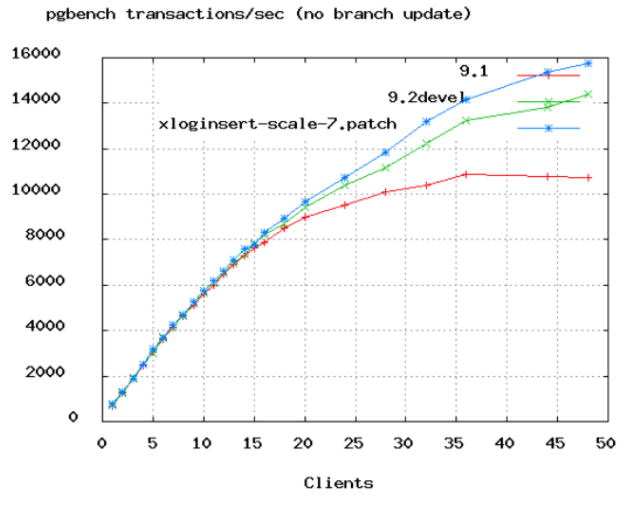 pgbench transactions/sec (no branch update)
16000
14000
12000
10000
8000
6000
4000
2000
0
9.1
9.2devel
xloginsert-scale-7.patch
0 5 10 15 20 25 30 35 40 45 50
Clients